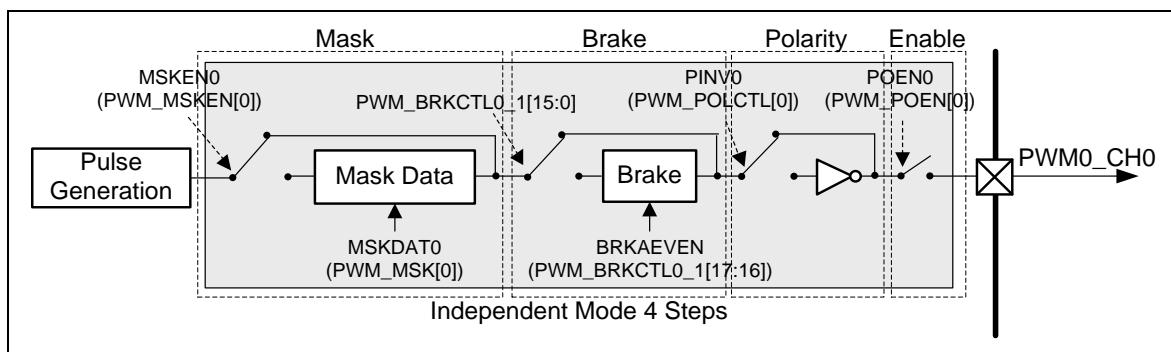 Mask
Brake
Polarity
Enable
MSKEN0
(PWM_MSKEN[0])
PWM_BRKCTL0_1[15:0]
PINV0
(PWM_POLCTL[0])
POEN0
(PWM_POEN[0])
Pulse
Generation
Mask Data
Brake
PWM0_CH0
MSKDAT0
(PWM_MSK[0])
BRKAEVEN
(PWM_BRKCTL0_1[17:16])
Independent Mode 4 Steps